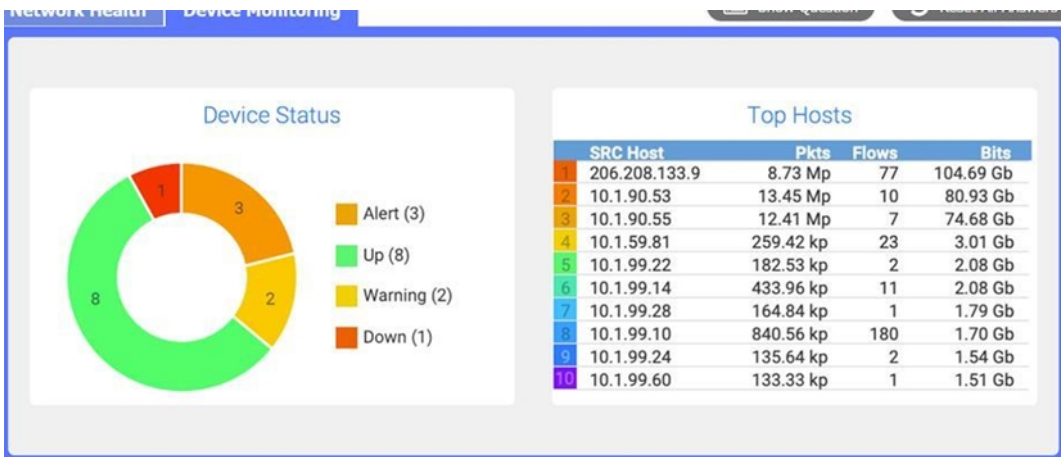 Network Health
Device Monitoring
Show Question
Reset All Answers
Device Status
1
3
8
2
Alert (3)
Up (8)
Warning (2)
Down (1)
Top Hosts
SRC Host Pkts Flows Bits
1 206.208.133.9 8.73 Mp 77 104.69 Gb
2 10.1.90.53 13.45 Mp 10 80.93 Gb
3 10.1.90.55 12.41 Mp 7 74.68 Gb
4 10.1.59.81 259.42 kp 23 3.01 Gb
5 10.1.99.22 182.53 kp 2 2.08 Gb
6 10.1.99.14 433.96 kp 11 2.08 Gb
7 10.1.99.28 164.84 kp 1 1.79 Gb
8 10.1.99.10 840.56 kp 180 1.70 Gb
9 10.1.99.24 135.64 kp 2 1.54 Gb
10 10.1.99.60 133.33 kp 1 1.51 Gb